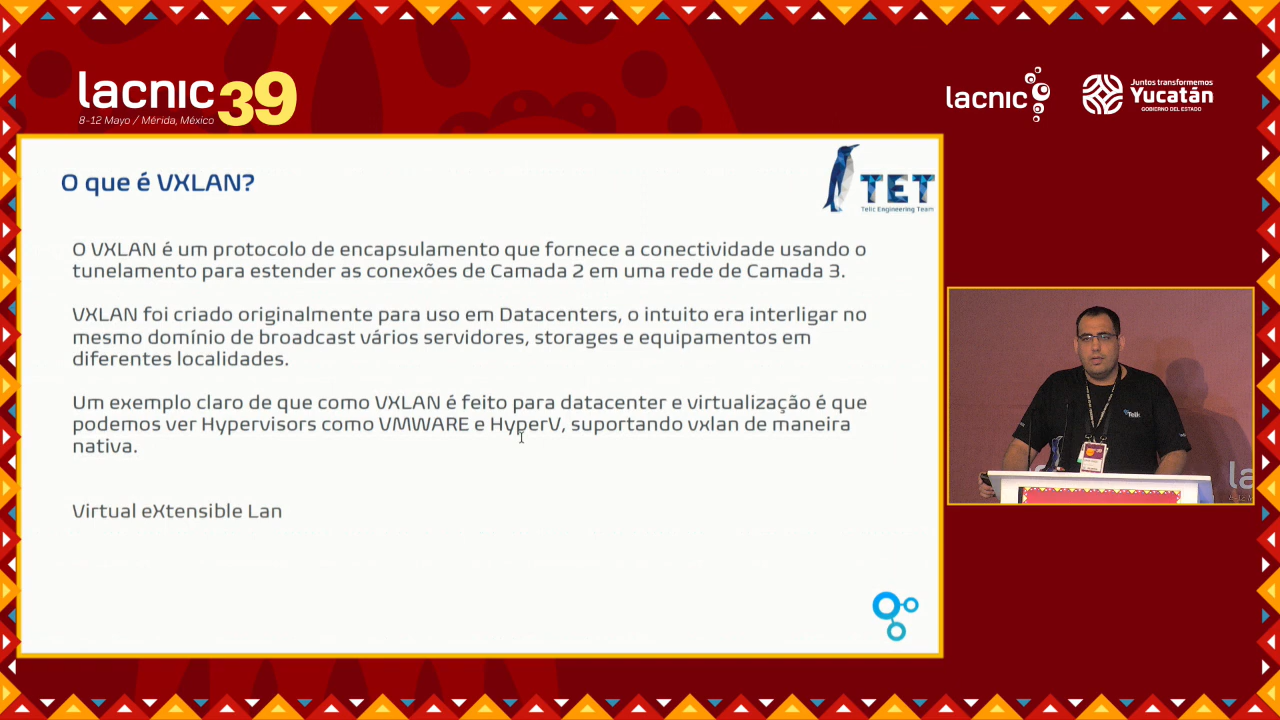 lacnic39
8-12 Mayo / Mérida, México
lacnic
Juntos transformemos
Yucatán
GOBIERNO DEL ESTADO
O que é VXLAN?
TET
Telic Engineering Team
O VXLAN é um protocolo de encapsulamento que fornece a conectividade usando o
tunelamento para estender as conexões de Camada 2 em uma rede de Camada 3.
VXLAN foi criado originalmente para uso em Datacenters, o intuito era interligar no
mesmo domínio de broadcast vários servidores, storages e equipamentos em
diferentes localidades.
Um exemplo claro de que como VXLAN é feito para datacenter e virtualização é que
podemos ver Hypervisors como VMWARE e HyperV, suportando vxlan de maneira
nativa.
Virtual eXtensible Lan
Telic